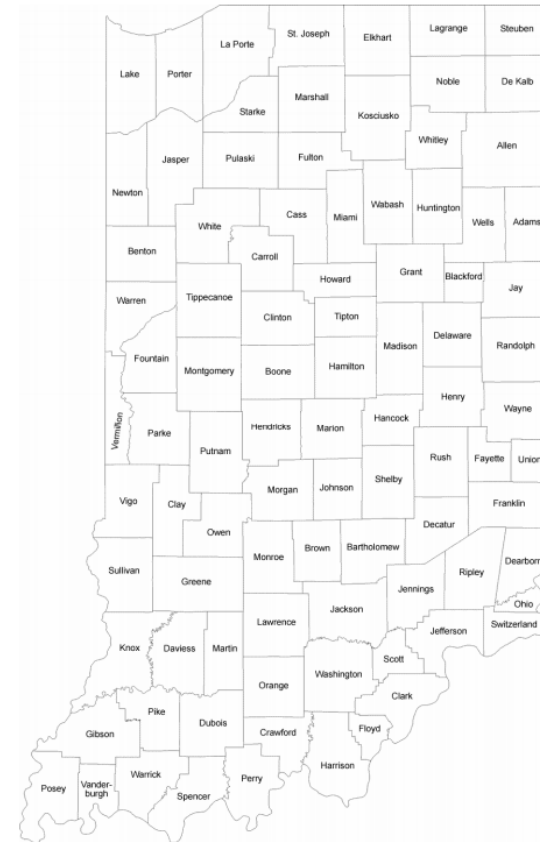 St. Joseph
Elkhart
Lagrange
Steuben
La Porte
Lake
Porter
Noble
De Kalb
Marshall
Starke
Kosciusko
Whitley
Allen
Jasper
Pulaski
Fulton
Newton
Wabash
Huntington
Cass
Miami
Wells
Adams
White
Benton
Carroll
Howard
Grant
Blackford
Jay
Warren
Tippecanoe
Clinton
Tipton
Madison
Delaware
Randolph
Fountain
Montgomery
Boone
Hamilton
Henry
Wayne
Hancock
Vermillion
Parke
Hendricks
Marion
Putnam
Rush
Fayette
Union
Shelby
Morgan
Johnson
Vigo
Clay
Franklin
Decatur
Owen
Monroe
Brown
Bartholomew
Sullivan
Greene
Ripley
Dearborn
Jennings
Jackson
Ohio
Lawrence
Switzerland
Jefferson
Knox
Daviess
Martin
Scott
Washington
Orange
Clark
Pike
Dubois
Gibson
Crawford
Floyd
Harrison
Warrick
Perry
Posey
Vander-
burgh
Spencer